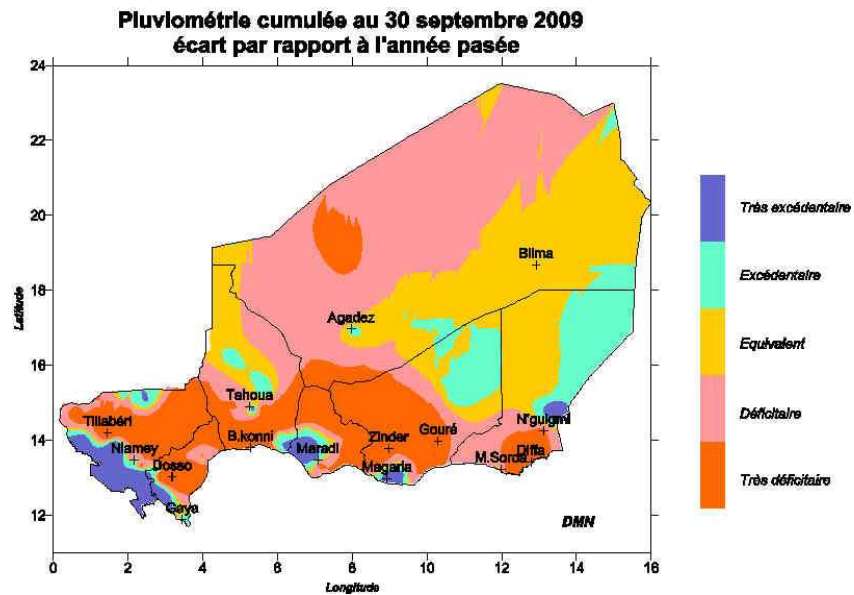 Pluviométrie cumulée au 30 septembre 2009
écart par rapport à l'année pasée
24
22
20
18
16
14
12
Latitude
0 2 4 6 8 10 12 14 16
Longitude
Bilma
Agadez
Tahoua
Tillabéri
N'guigmi
B.konni
Zinder
Gouré
Niamey
Maradi
Dosso
Magaria
M.Soroa
Diffa
Gaya
DMN
Très excédentaire
Excédentaire
Equivalent
Déficitaire
Très déficitaire